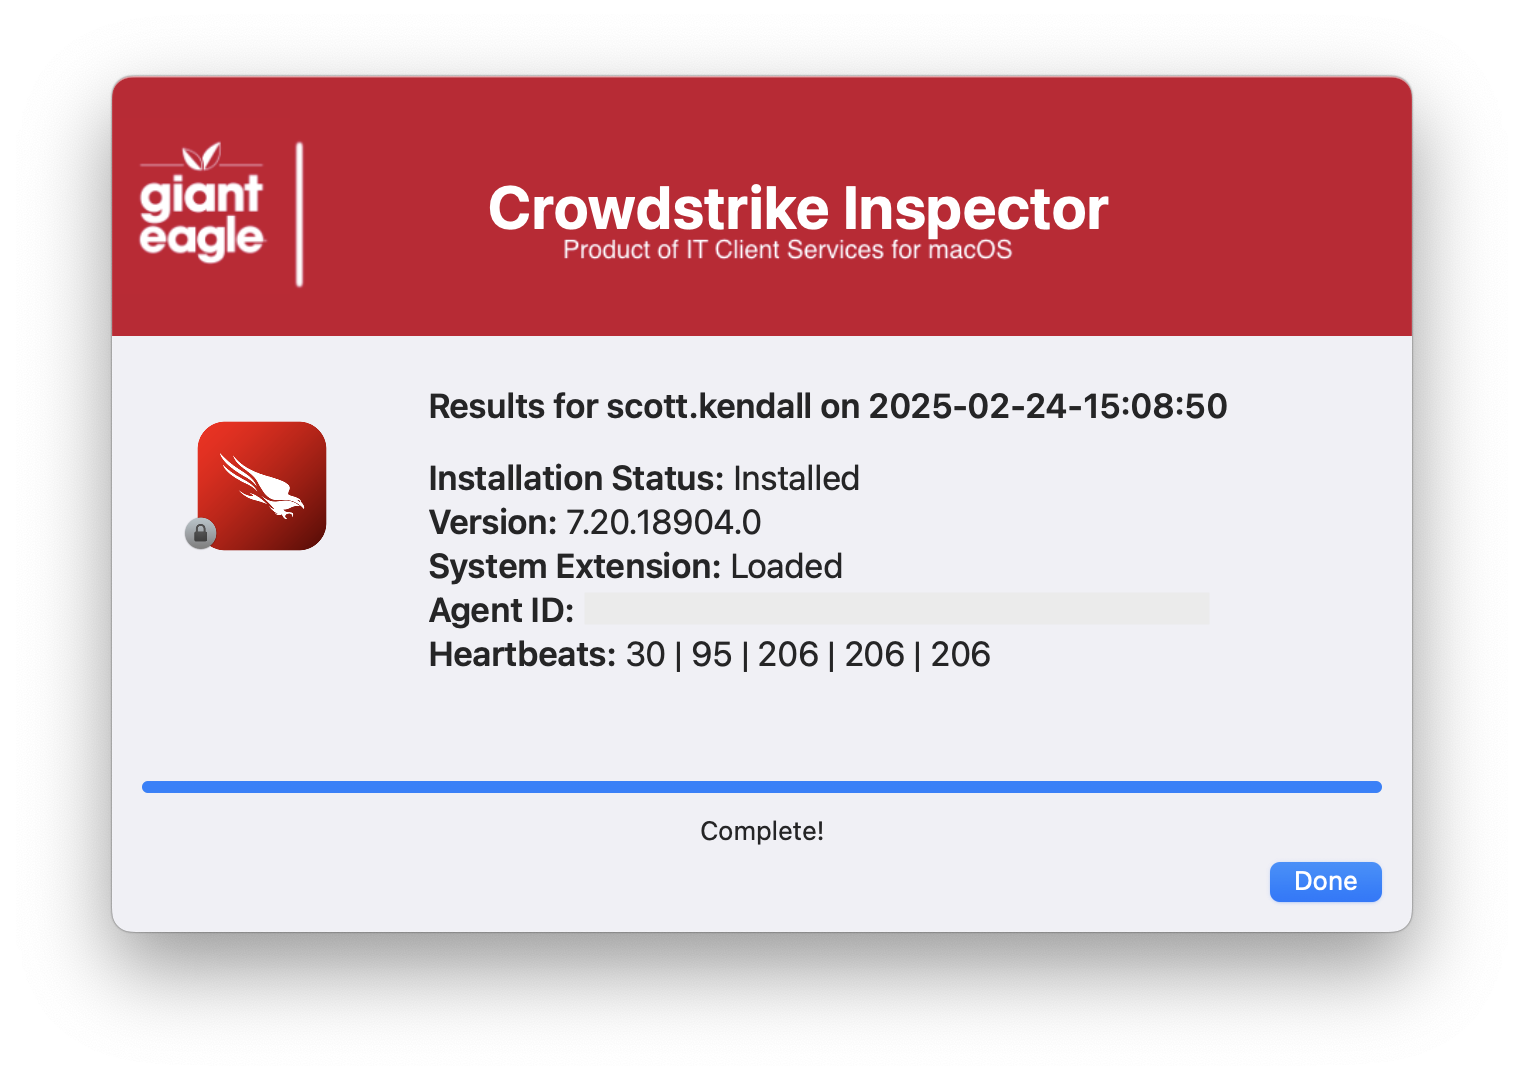 giant
eagle
Crowdstrike Inspector
Product of IT Client Services for macOS
Results for scott.kendall on 2025-02-24-15:08:50
Installation Status: Installed
Version: 7.20.18904.0
System Extension: Loaded
Agent ID:
Heartbeats: 30 | 95 | 206 | 206 | 206
Complete!
Done